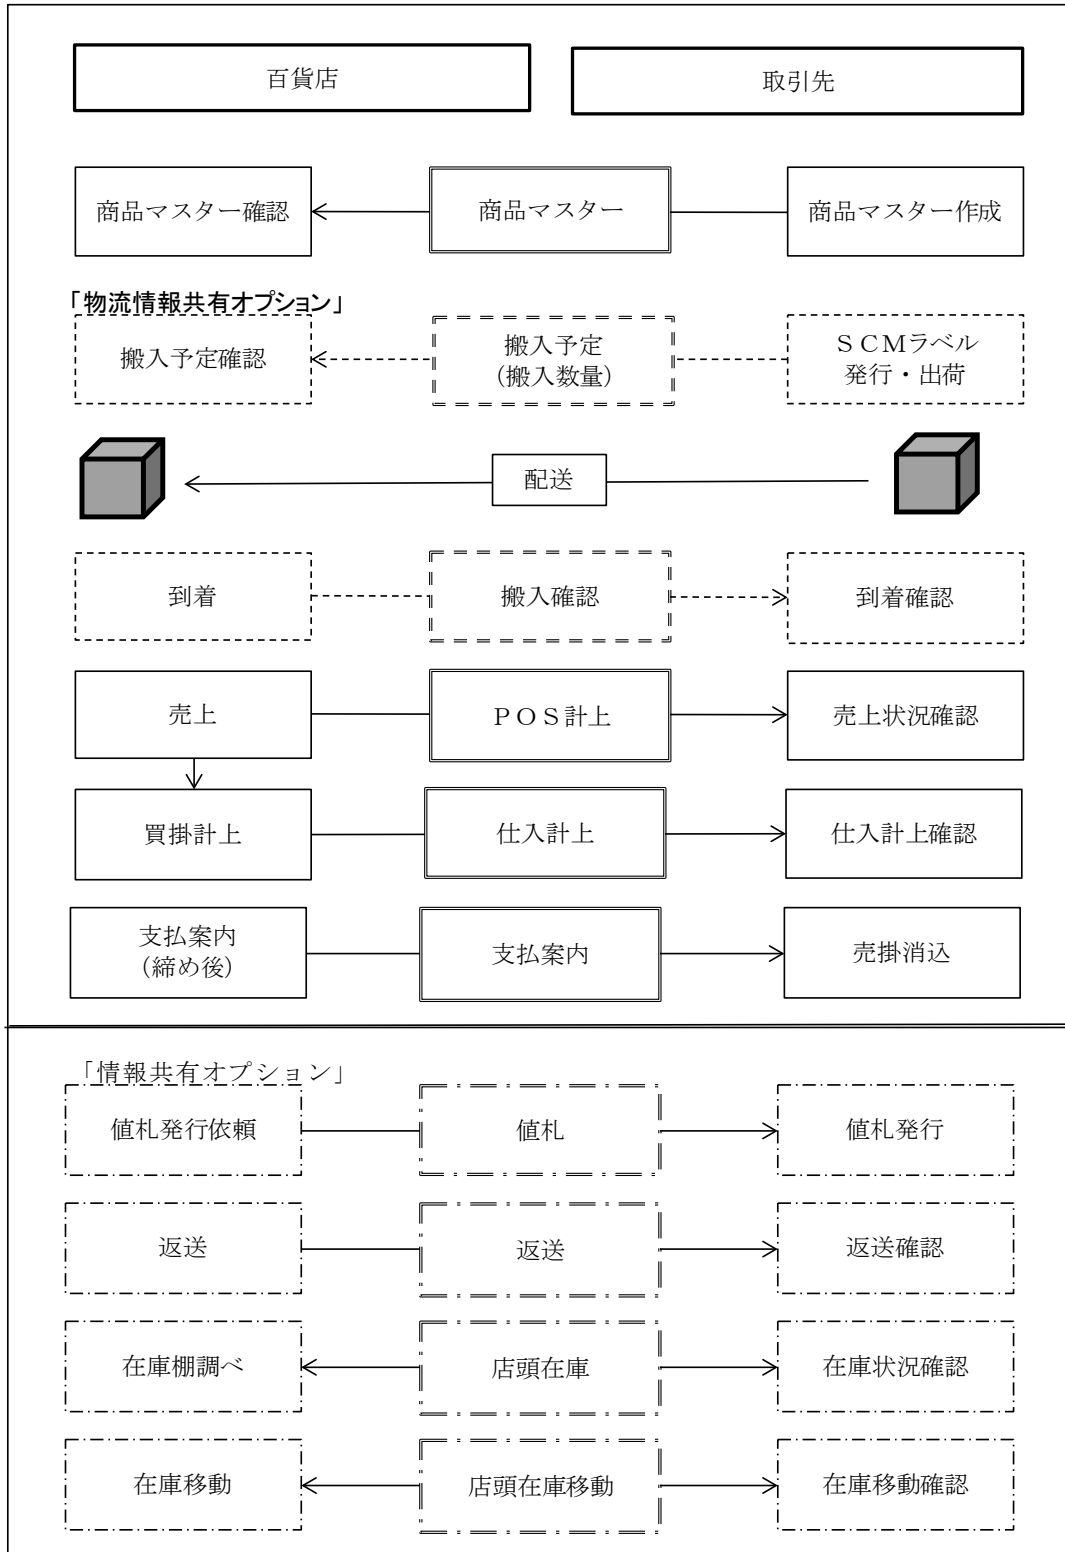 百貨店
取引先
商品マスター確認
商品マスター
商品マスター作成
「物流情報共有オプション」
搬入予定確認
搬入予定
（搬入数量）
ＳＣＭラベル
発行・出荷
配送
到着
搬入確認
到着確認
売上
ＰＯＳ計上
売上状況確認
買掛計上
仕入計上
仕入計上確認
支払案内
（締め後）
支払案内
売掛消込
「情報共有オプション」
値札発行依頼
値札
値札発行
返送
返送
返送確認
在庫棚調べ
店頭在庫
在庫状況確認
在庫移動
店頭在庫移動
在庫移動確認